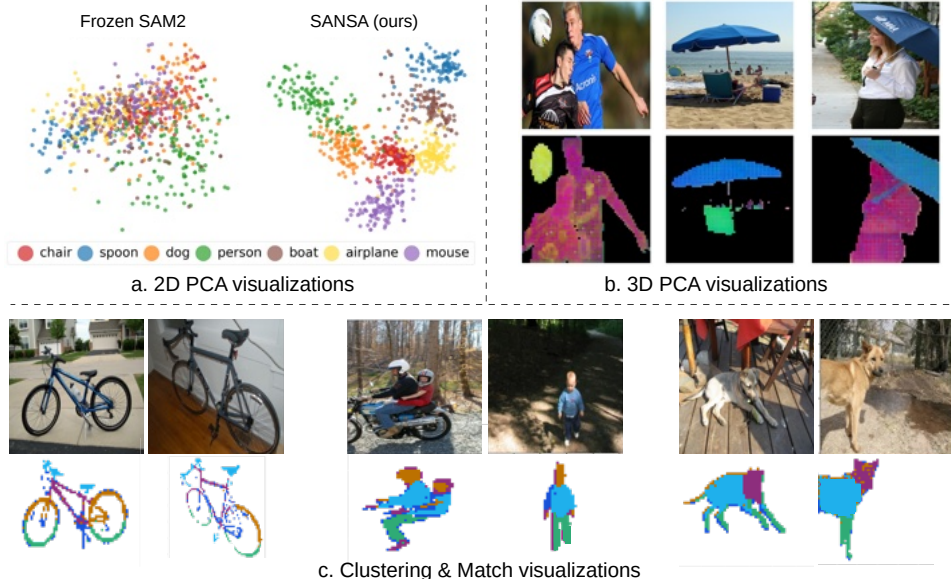 Frozen SAM2
SANSA (ours)
chair spoon dog person boat airplane mouse
a. 2D PCA visualizations
Acronis
b. 3D PCA visualizations
c. Clustering & Match visualizations